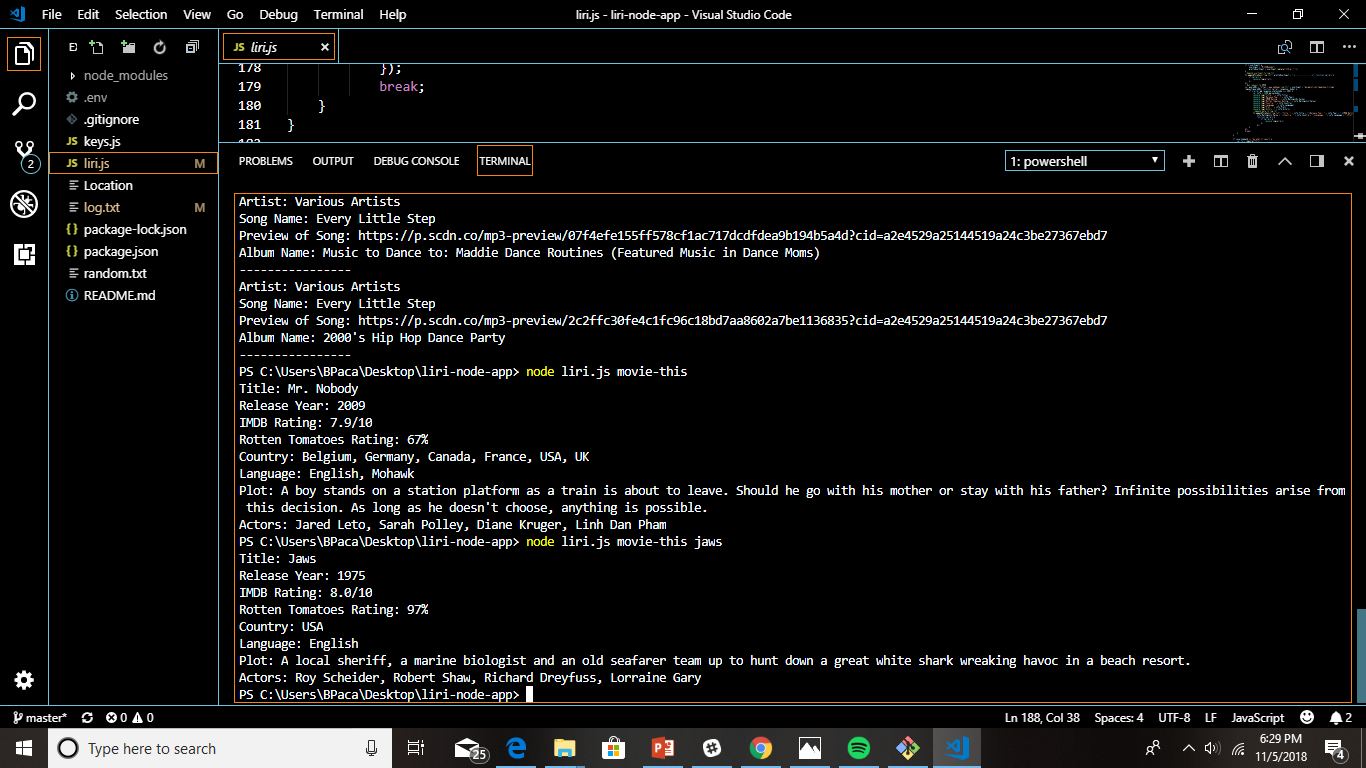 File Edit Selection View Go Debug Terminal Help
liri.js - liri-node-app - Visual Studio Code
E
JS liri.js
node_modules
.env
.gitignore
JS keys.js
JS liri.js M
Location
log.txt M
{} package-lock.json
{} package.json
random.txt
README.md
2
178 });
179 break;
180 }
181 }
PROBLEMS OUTPUT DEBUG CONSOLE TERMINAL
1: powershell
Artist: Various Artists
Song Name: Every Little Step
Preview of Song: https://p.scdn.co/mp3-preview/07f4efe155ff578cf1ac717dcdfdea9b194b5a4d?cid=a2e4529a25144519a24c3be27367ebd7
Album Name: Music to Dance to: Maddie Dance Routines (Featured Music in Dance Moms)
----------------
Artist: Various Artists
Song Name: Every Little Step
Preview of Song: https://p.scdn.co/mp3-preview/2c2ffc30fe4c1fc96c18bd7aa8602a7be1136835?cid=a2e4529a25144519a24c3be27367ebd7
Album Name: 2000's Hip Hop Dance Party
----------------
PS C:\Users\BPaca\Desktop\liri-node-app> node liri.js movie-this
Title: Mr. Nobody
Release Year: 2009
IMDB Rating: 7.9/10
Rotten Tomatoes Rating: 67%
Country: Belgium, Germany, Canada, France, USA, UK
Language: English, Mohawk
Plot: A boy stands on a station platform as a train is about to leave. Should he go with his mother or stay with his father? Infinite possibilities arise from
this decision. As long as he doesn't choose, anything is possible.
Actors: Jared Leto, Sarah Polley, Diane Kruger, Linh Dan Pham
PS C:\Users\BPaca\Desktop\liri-node-app> node liri.js movie-this jaws
Title: Jaws
Release Year: 1975
IMDB Rating: 8.0/10
Rotten Tomatoes Rating: 97%
Country: USA
Language: English
Plot: A local sheriff, a marine biologist and an old seafarer team up to hunt down a great white shark wreaking havoc in a beach resort.
Actors: Roy Scheider, Robert Shaw, Richard Dreyfuss, Lorraine Gary
PS C:\Users\BPaca\Desktop\liri-node-app>
master* 0 0
Ln 188, Col 38 Spaces: 4 UTF-8 LF JavaScript 2
Type here to search
25
6:29 PM
11/5/2018
4